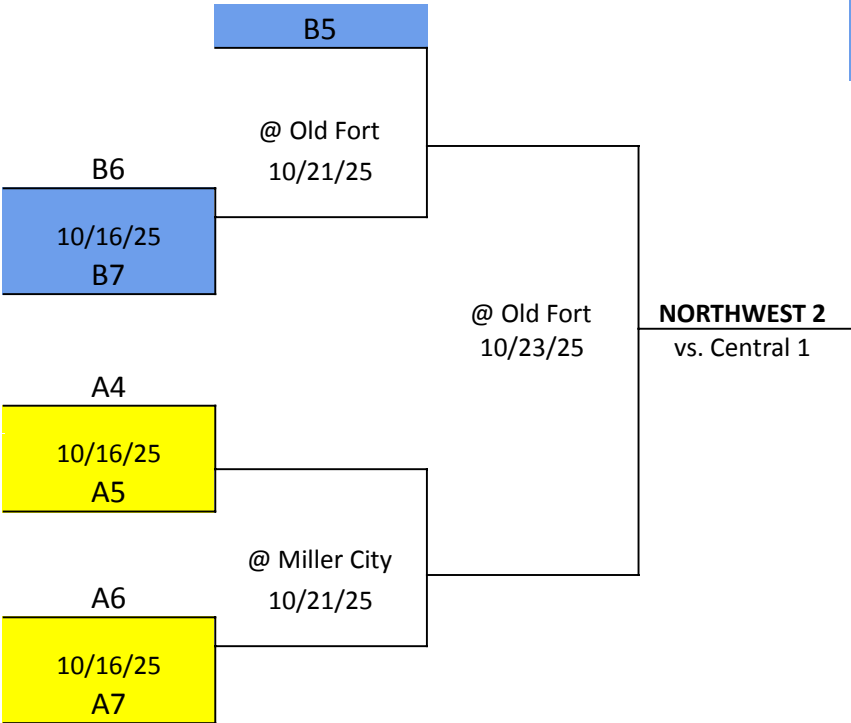 B5
@ Old Fort
10/21/25
B6
10/16/25
B7
@ Old Fort
10/23/25
NORTHWEST 2
vs. Central 1
A4
10/16/25
A5
@ Miller City
10/21/25
A6
10/16/25
A7